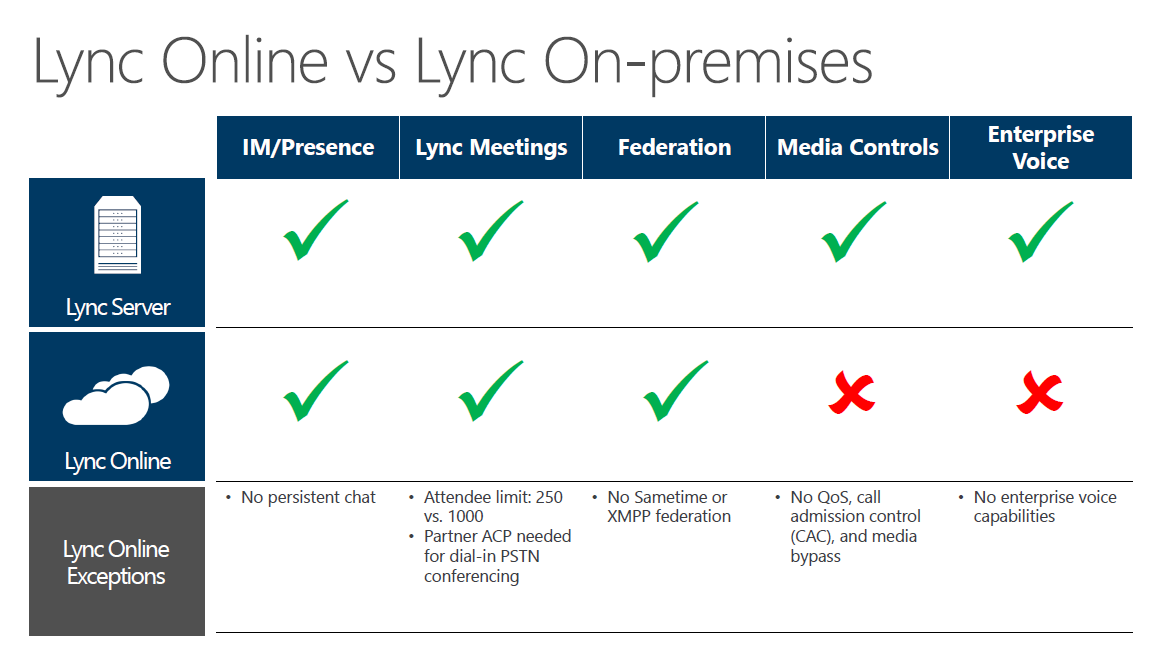 Lync Online vs Lync On-premises
IM/Presence
Lync Meetings
Federation
Media Controls
Enterprise
Voice
Lync Server
Lync Online
Lync Online
Exceptions
• No persistent chat
• Attendee limit: 250
vs. 1000
• Partner ACP needed
for dial-in PSTN
conferencing
• No Sametime or
XMPP federation
• No QoS, call
admission control
(CAC), and media
bypass
• No enterprise voice
capabilities